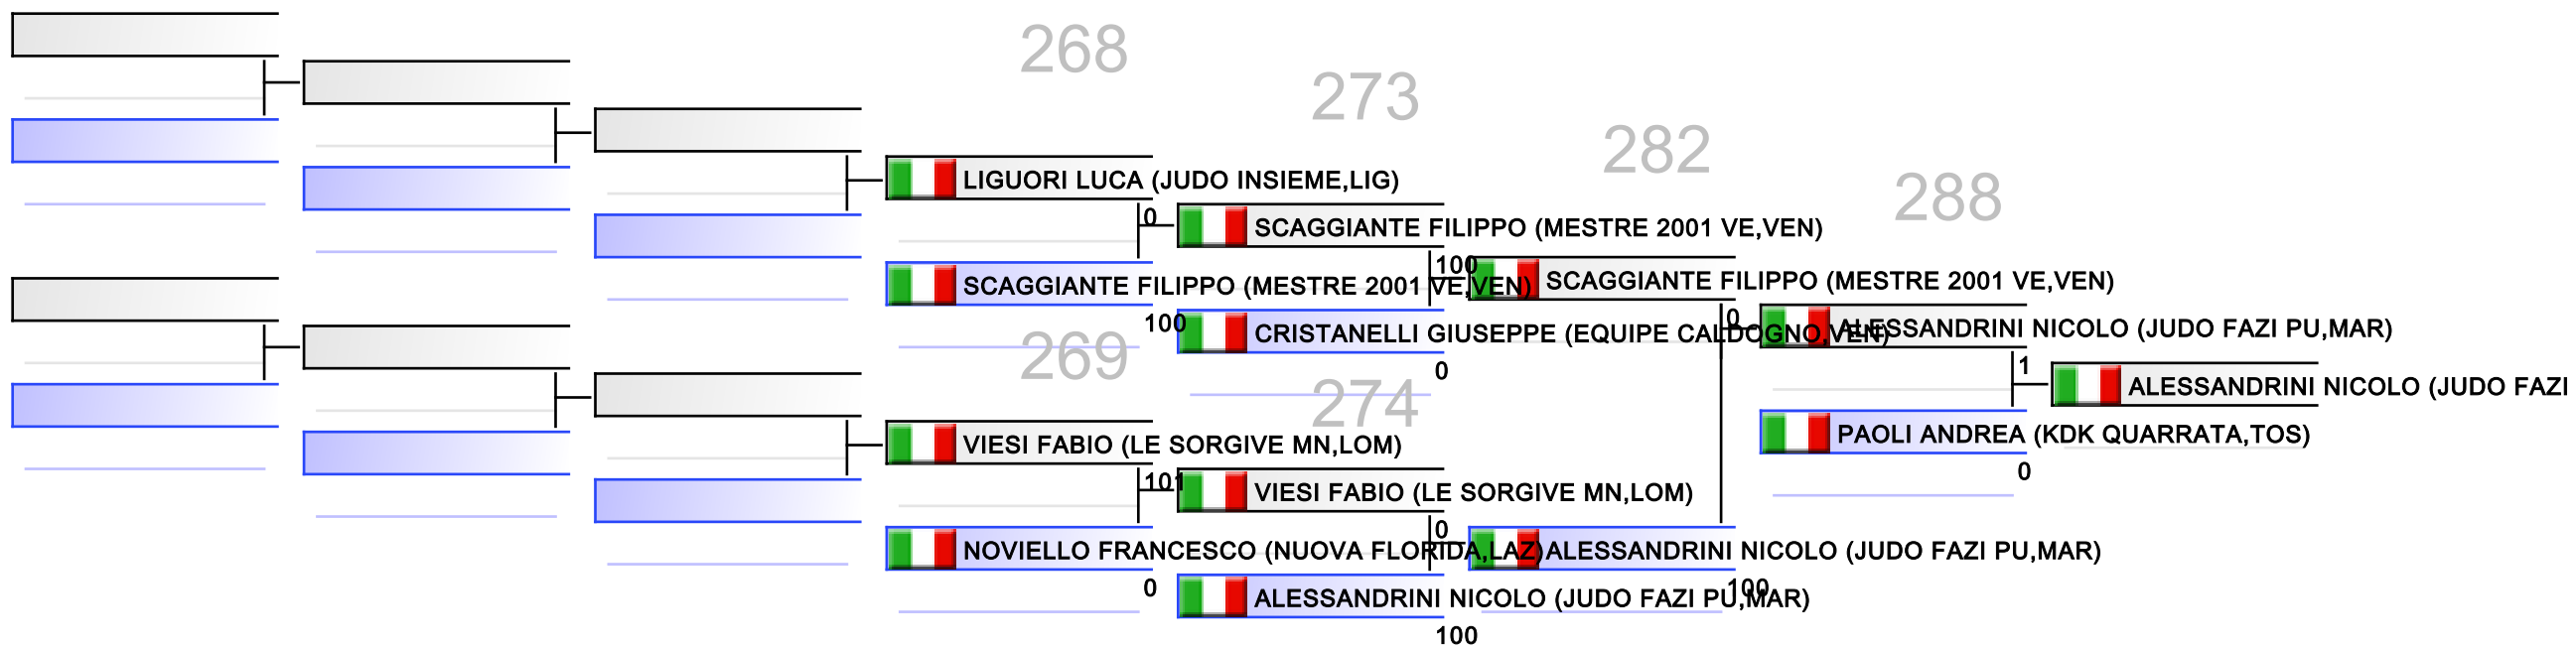 268
273
282
288
LIGUORI LUCA (JUDO INSIEME,LIG)
0
SCAGGIANTE FILIPPO (MESTRE 2001 VE,VEN)
100
SCAGGIANTE FILIPPO (MESTRE 2001 VE,VEN)
SCAGGIANTE FILIPPO (MESTRE 2001 VE,VEN)
100
CRISTANELLI GIUSEPPE (EQUIPE CALDOGNO,VEN)
0
0
ALESSANDRINI NICOLO (JUDO FAZI PU,MAR)
1
ALESSANDRINI NICOLO (JUDO FAZI
269
274
PAOLI ANDREA (KDK QUARRATA,TOS)
0
VIESI FABIO (LE SORGIVE MN,LOM)
101
VIESI FABIO (LE SORGIVE MN,LOM)
0
NOVIELLO FRANCESCO (NUOVA FLORIDA,LAZ)
0
ALESSANDRINI NICOLO (JUDO FAZI PU,MAR)
100
ALESSANDRINI NICOLO (JUDO FAZI PU,MAR)
100